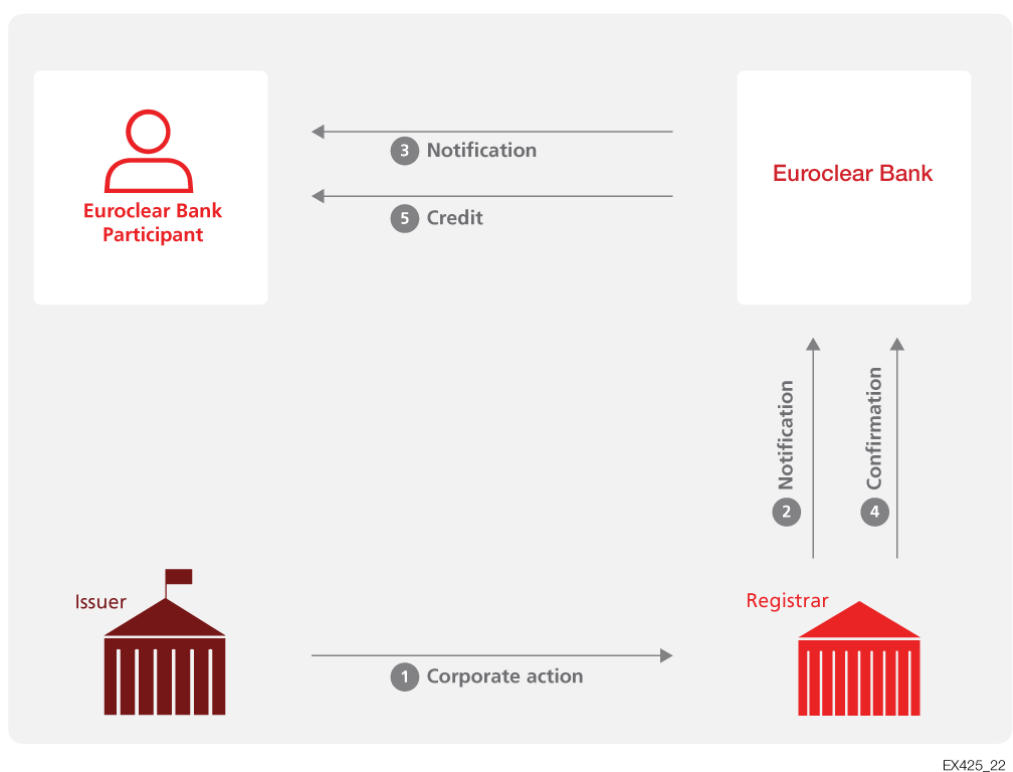 3 Notification
Euroclear Bank
Euroclear Bank
Participant
5 Credit
2 Notification
4 Confirmation
Issuer
Registrar
1 Corporate action
EX425_22